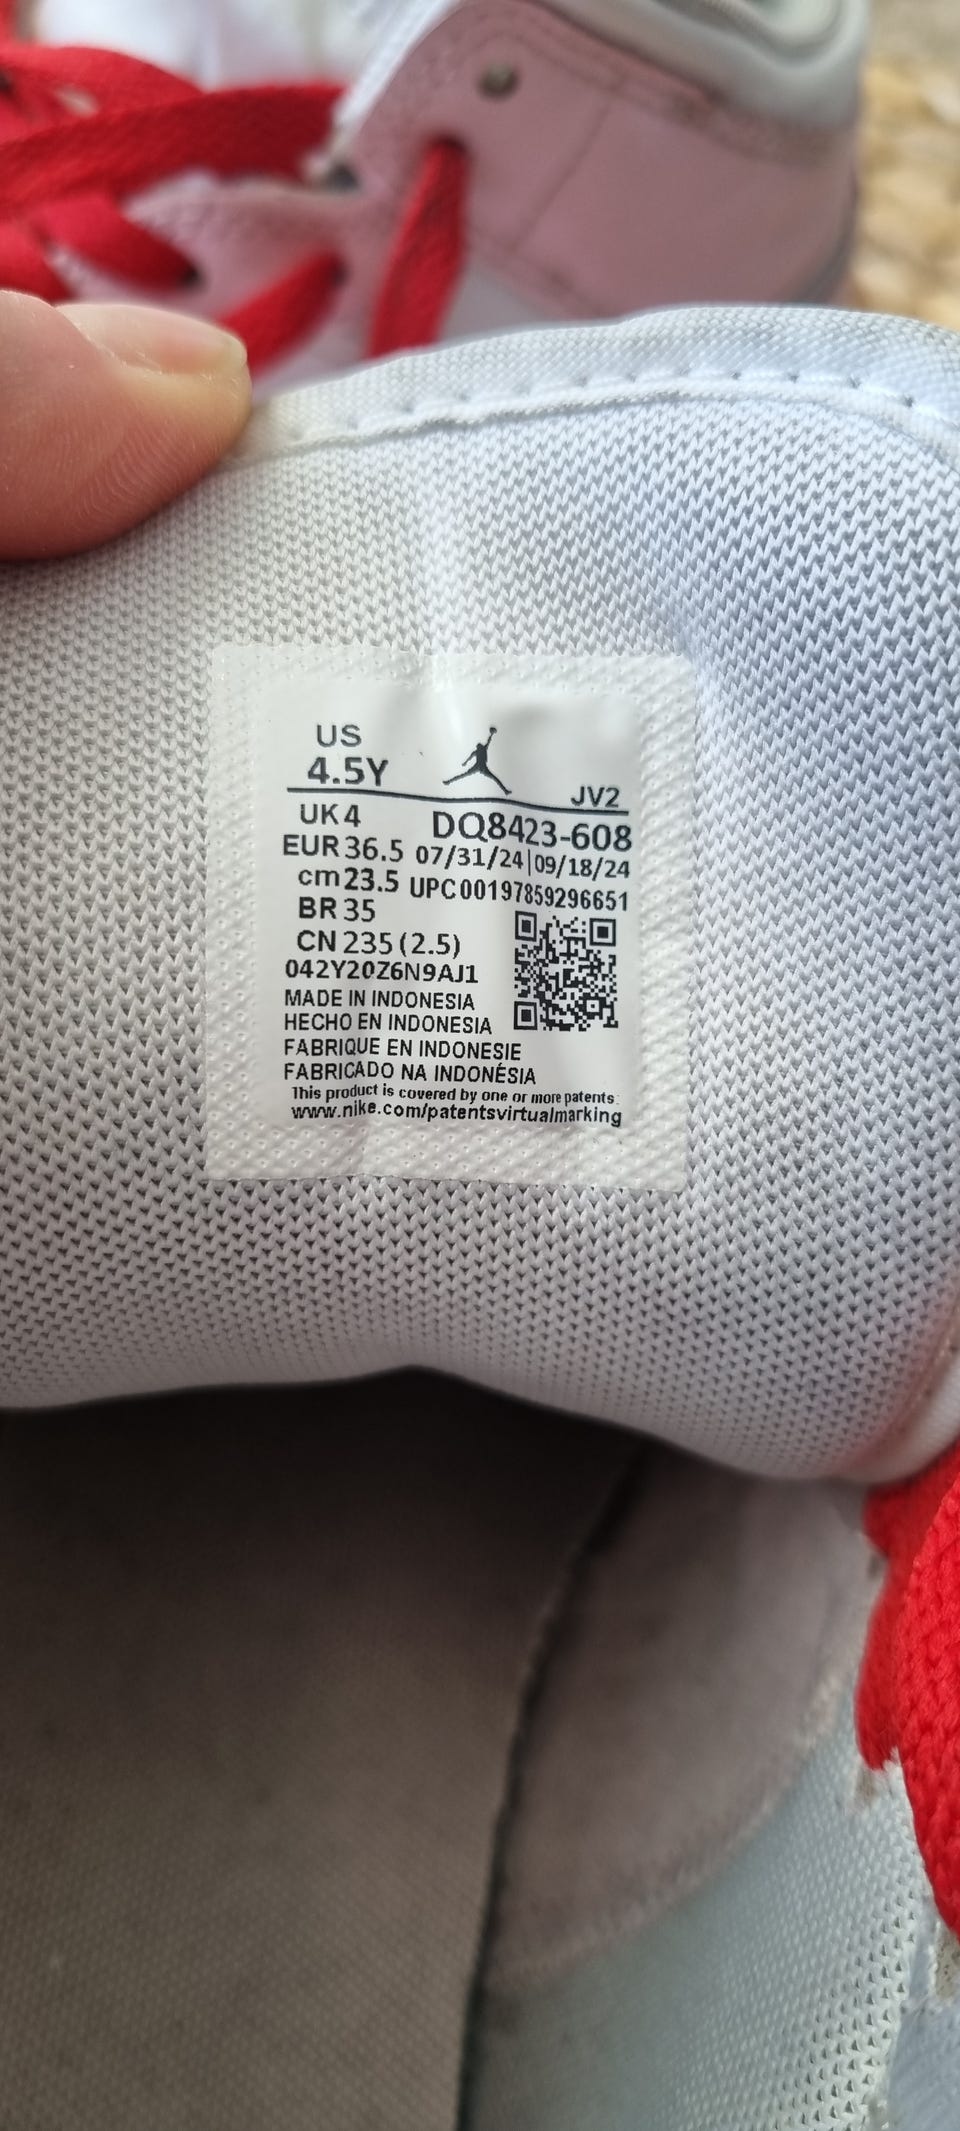 US
4.5Y
JV2
UK 4
DQ8423-608
EUR 36.5
07/31/24|09/18/24
cm 23.5
UPC00197859296651
BR 35
CN 235 (2.5)
042Y20Z6N9AJ1
MADE IN INDONESIA
HECHO EN INDONESIA
FABRIQUE EN INDONESIE
FABRICADO NA INDONÉSIA
This product is covered by one or more patents:
www.nike.com/patentsvirtualmarking